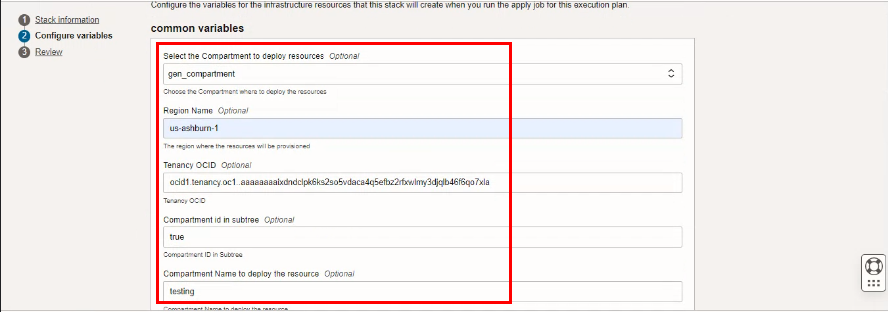 Configure the variables for the infrastructure resources that this stack will create when you run the apply job for this execution plan.
1 Stack information
2 Configure variables
3 Review
common variables
Select the Compartment to deploy resources Optional
gen_compartment
Choose the Compartment where to deploy the resources
Region Name Optional
us-ashburn-1
The region where the resources will be provisioned
Tenancy OCID Optional
ocid1.tenancy.oc1..aaaaaaaaixdndclpk6ks2so5vdaca4q5efbz2rfxwlmy3djqlb46f6qo7xla
Tenancy OCID
Compartment id in subtree Optional
true
Compartment ID in Subtree
Compartment Name to deploy the resource Optional
testing
Compartment Name to deploy the resource